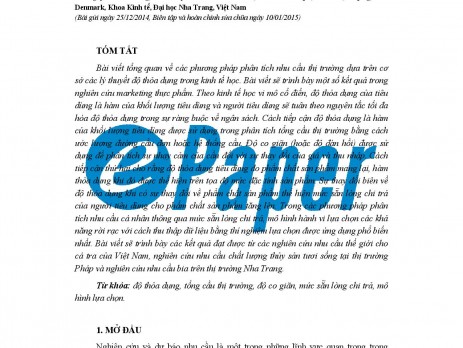 Denmark, Khoa Kinh tế, Đại học Nha Trang, Việt Nam
(Bài gửi ngày 25/12/2014, Biên tập và hoàn chỉnh sửa chữa ngày 10/01/2015)
TÓM TẮT
Bài viết tổng quan về các phương pháp phân tích nhu cầu thị trường dựa trên cơ
sở các lý thuyết độ thỏa dụng trong kinh tế học. Bài viết sẽ trình bày một số kết quả trong
nghiên cứu marketing thực phẩm. Theo kinh tế học vi mô cổ điển, độ thỏa dụng của tiêu
dùng là hàm của khối lượng tiêu dùng và người tiêu dùng sẽ tuân theo nguyên tắc tối đa
hóa độ thỏa dụng trong sự ràng buộc về ngân sách. Cách tiếp cận độ thỏa dụng là hàm
của khối lượng tiêu dùng được sử dụng trong phân tích tổng cầu thị trường bằng cách
ước lượng đường cầu đơn hoặc hệ thống cầu. Độ co giãn hoặc độ đàn hồi được sử
dụng để phân tích sự nhạy cảm của cầu đối với sự thay đổi của giá và thu nhập. Cách
tiếp cận thứ hai cho rằng độ thỏa dụng tiêu dùng do phẩm chất sản phẩm mang lại, hàm
thỏa dụng khi đó được thể hiện trên tọa độ mức các phẩm chất sản phẩm. Sự thay đổi biên về
độ thỏa dụng khi có sự thay đổi về phẩm chất sản phẩm thể hiện mức sẵn lòng chi trả
của người tiêu dùng cho phẩm chất sản phẩm tăng lên. Một trong các phương pháp phân
tích nhu cầu cá nhân thông qua mức sẵn lòng chi trả, mô hình hành vi lựa chọn các khả
năng rời rạc với cách thu thập dữ liệu bằng thí nghiệm lựa chọn được ứng dụng phổ biến
nhất. Bài viết sẽ trình bày các kết quả đạt được từ các nghiên cứu nhu cầu thế giới cho
cá tra của Việt Nam, nghiên cứu nhu cầu chất lượng thủy sản tươi sống tại thị trường
Pháp và nghiên cứu nhu cầu bia trên thị trường Nha Trang.
Từ khóa: độ thỏa dụng, tổng cầu thị trường, độ co giãn, mức sẵn lòng chi trả, mô
hình lựa chọn.
ePaper
1. MỞ ĐẦU
Nghiên cứu và dự báo nhu cầu là một trong những lĩnh vực quan trọng trong